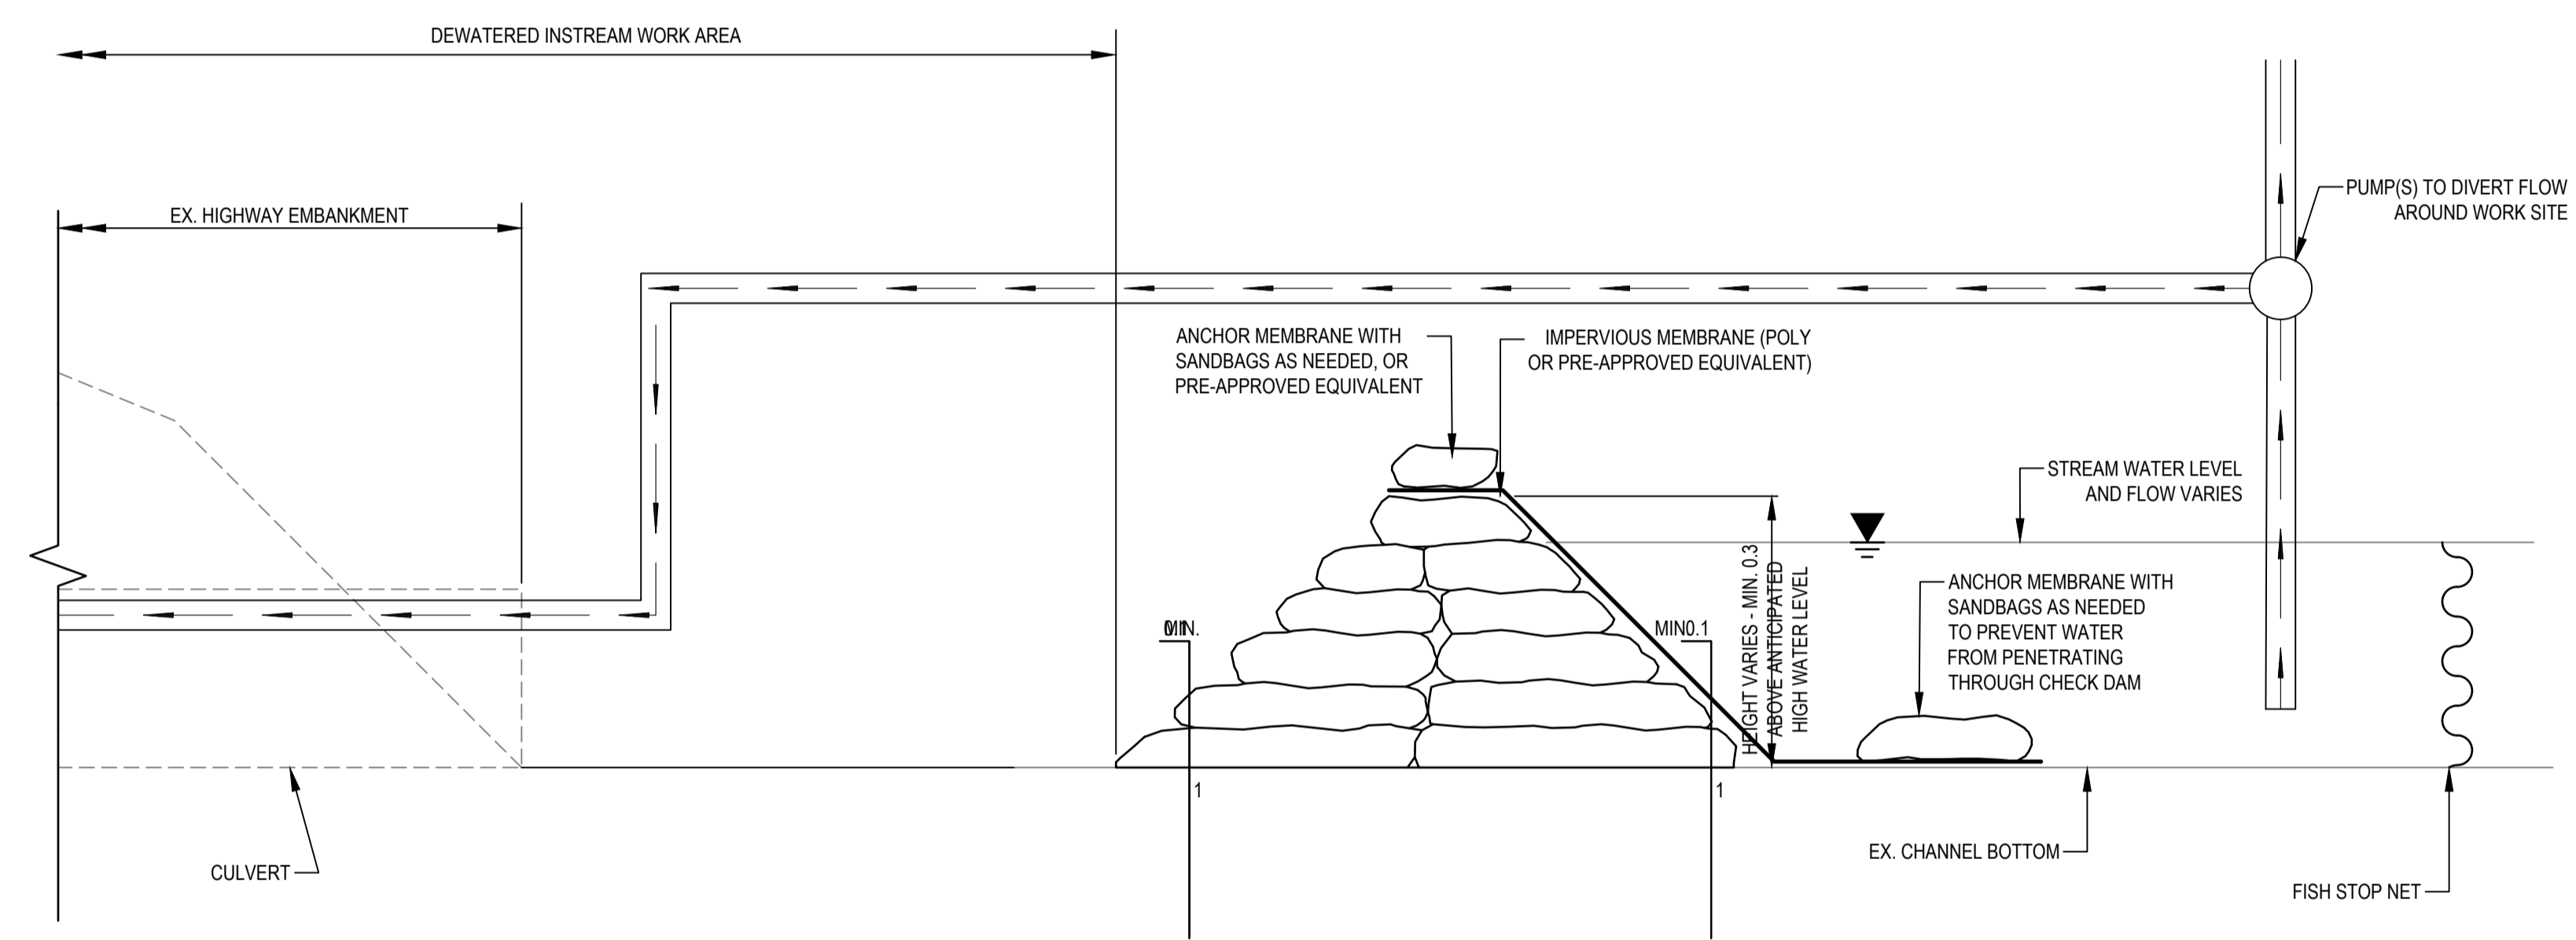 DEWATERED INSTREAM WORK AREA
EX. HIGHWAY EMBANKMENT
PUMP(S) TO DIVERT FLOW
AROUND WORK SITE
ANCHOR MEMBRANE WITH
SANDBAGS AS NEEDED, OR
PRE-APPROVED EQUIVALENT
IMPERVIOUS MEMBRANE (POLY
OR PRE-APPROVED EQUIVALENT)
STREAM WATER LEVEL
AND FLOW VARIES
HEIGHT VARIES - MIN. 0.3
ABOVE ANTICIPATED
HIGH WATER LEVEL
ANCHOR MEMBRANE WITH
SANDBAGS AS NEEDED
TO PREVENT WATER
FROM PENETRATING
THROUGH CHECK DAM
MIN.
MIN0.1
1
1
EX. CHANNEL BOTTOM
CULVERT
FISH STOP NET